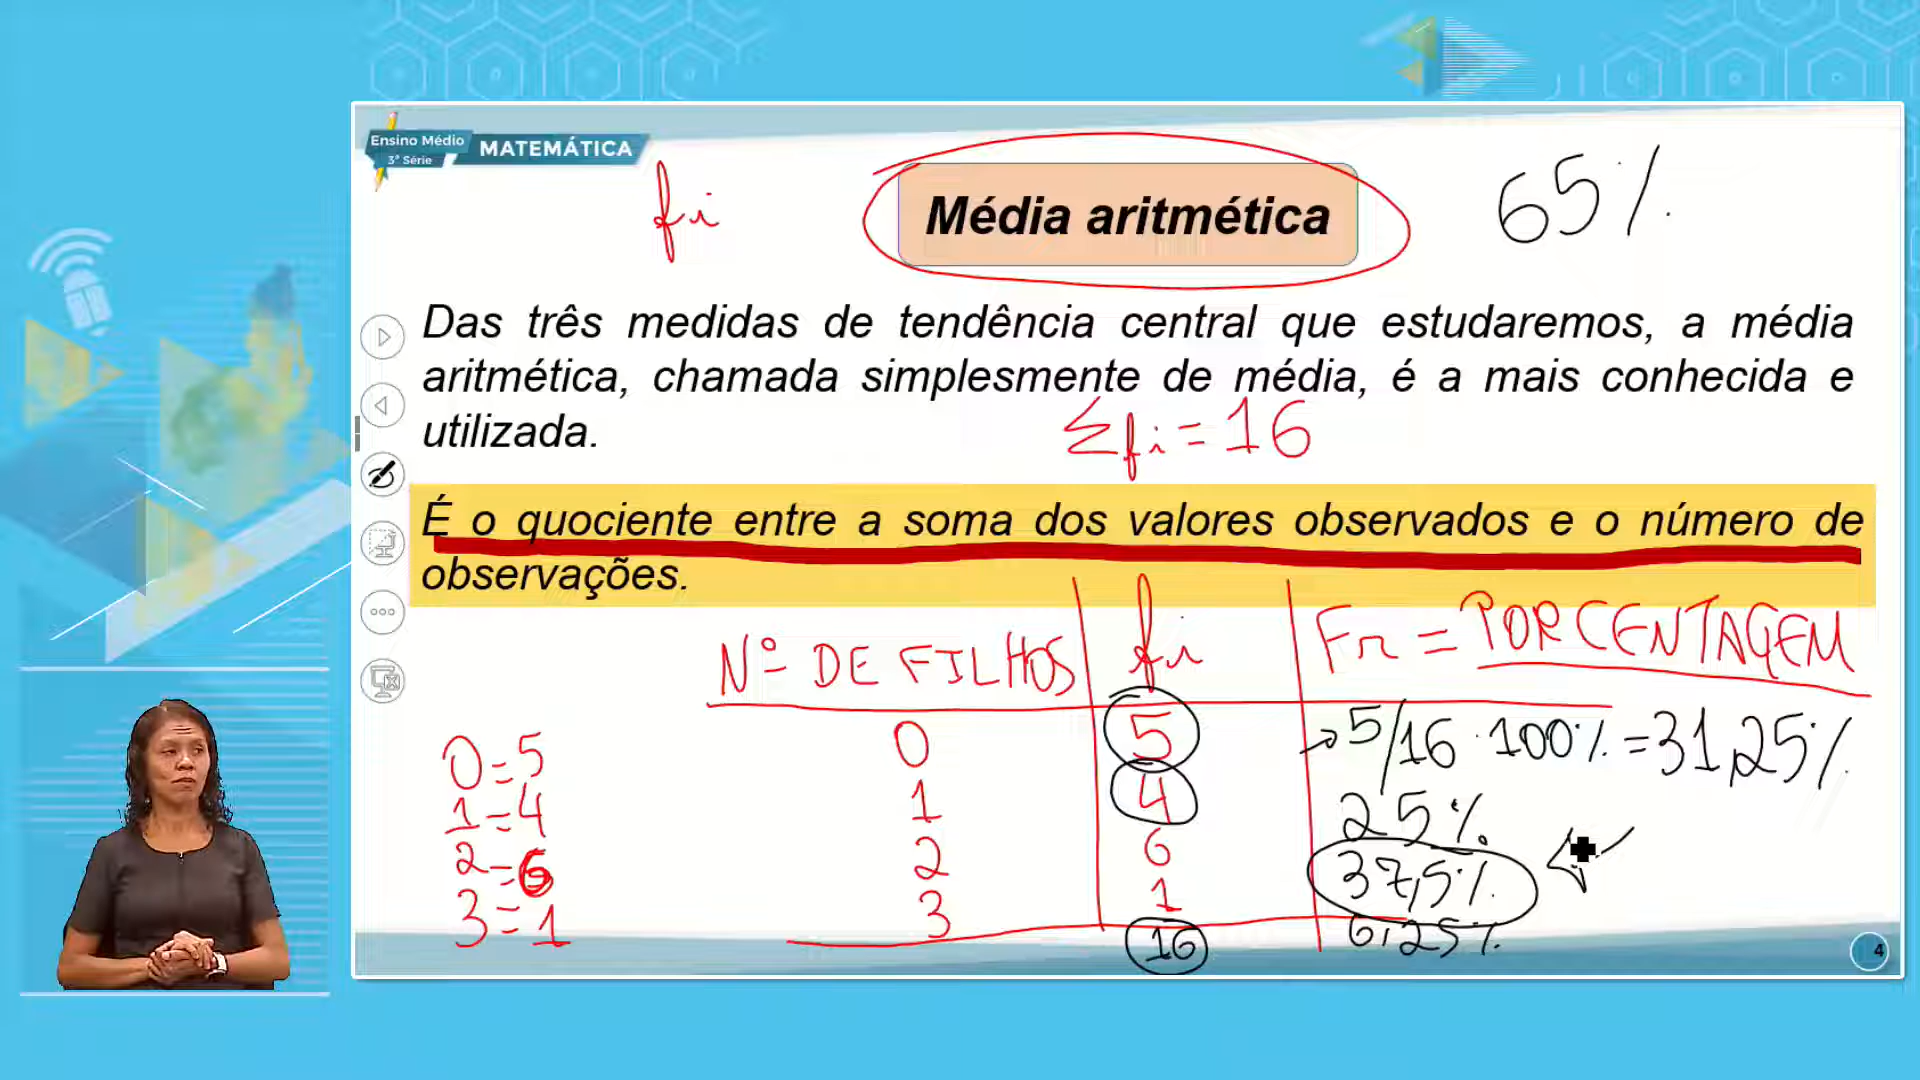 Ensino Médio
3ª Série
MATEMÁTICA
fi
Média aritmética
65%
Das três medidas de tendência central que estudaremos, a média
aritmética, chamada simplesmente de média, é a mais conhecida e
utilizada.
Σfi = 16
É o quociente entre a soma dos valores observados e o número de
observações.
Nº DE FILHOS fi Fr = PORCENTAGEM
0 = 5
1 = 4
2 = 6
3 = 1
0 5 → 5/16 · 100% = 31,25%
1 4 25%
2 6 37,5%
3 1 6,25%
16
4